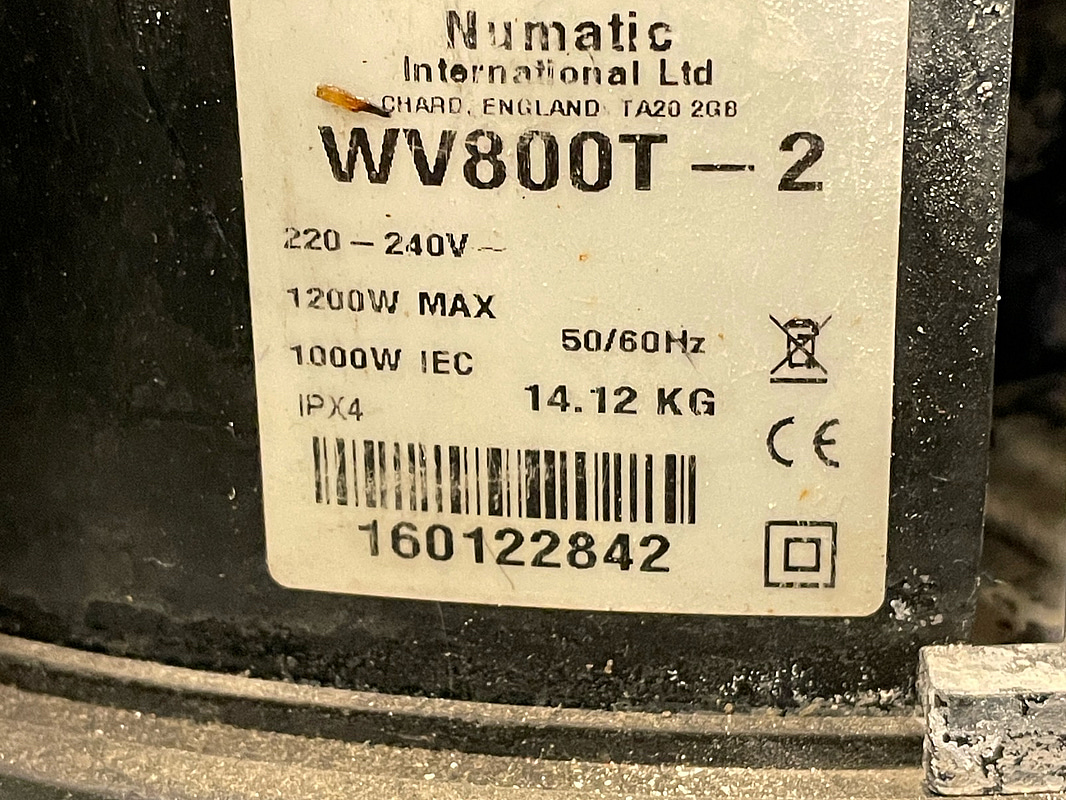 Numatic
International Ltd
CHARD, ENGLAND TA20 2GB
WV800T – 2
220 – 240V ~
1200W MAX
50/60Hz
1000W IEC
14.12 KG
IPX4
CE
160122842